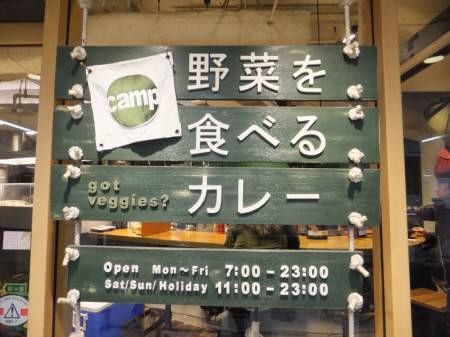 camp
野菜を
食べる
got
veggies?
カレー
Open Mon〜Fri 7:00-23:00
Sat/Sun/Holiday 11:00-23:00